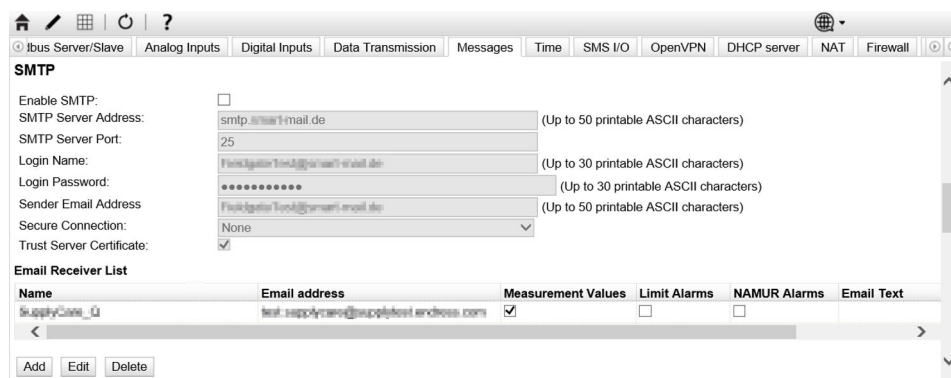 ?
dbus Server/Slave Analog Inputs Digital Inputs Data Transmission Messages Time SMS I/O OpenVPN DHCP server NAT Firewall
SMTP
Enable SMTP:
SMTP Server Address: smtp. mail.de (Up to 50 printable ASCII characters)
SMTP Server Port: 25
Login Name: (Up to 30 printable ASCII characters)
Login Password: ●●●●●●●●●●● (Up to 30 printable ASCII characters)
Sender Email Address (Up to 50 printable ASCII characters)
Secure Connection: None
Trust Server Certificate:
Email Receiver List
Name Email address Measurement Values Limit Alarms NAMUR Alarms Email Text
Add Edit Delete